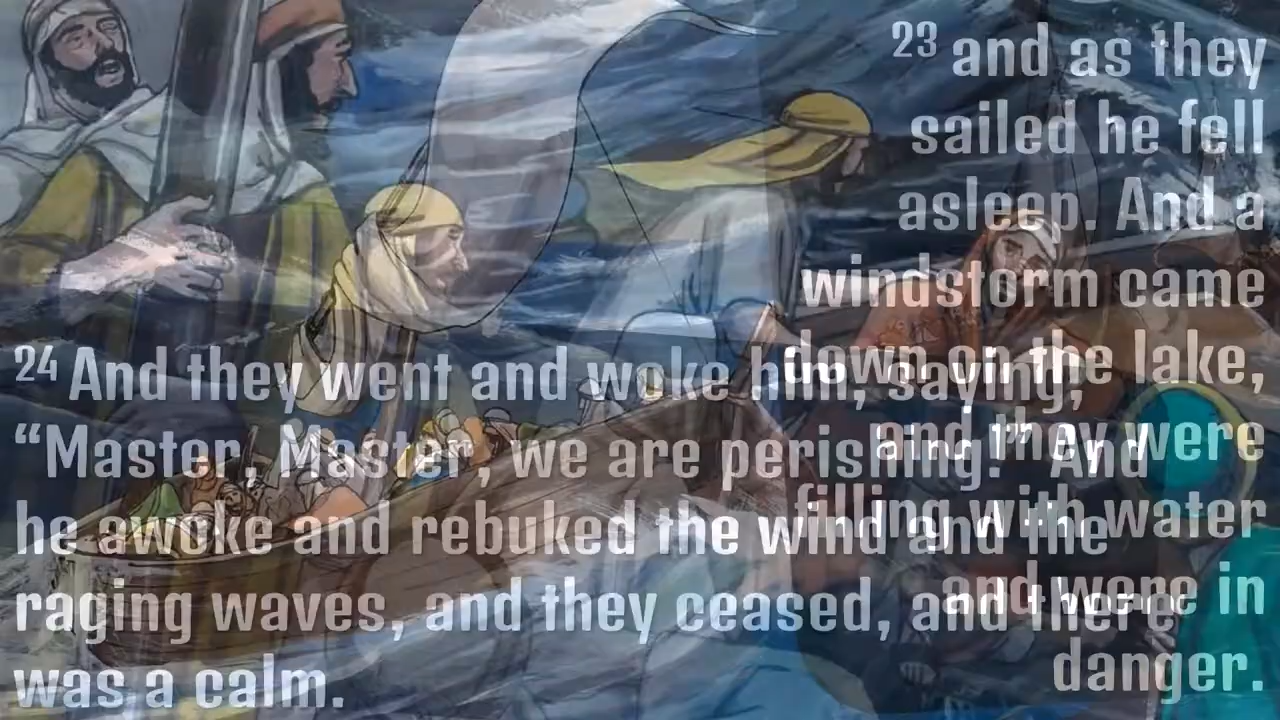 23 and as they
sailed he fell
asleep. And a
windstorm came
down on the lake,
and they were
filling with water
and were in
danger.
24 And they went and woke him, saying,
“Master, Master, we are perishing!” And
he awoke and rebuked the wind and the
raging waves, and they ceased, and there
was a calm.